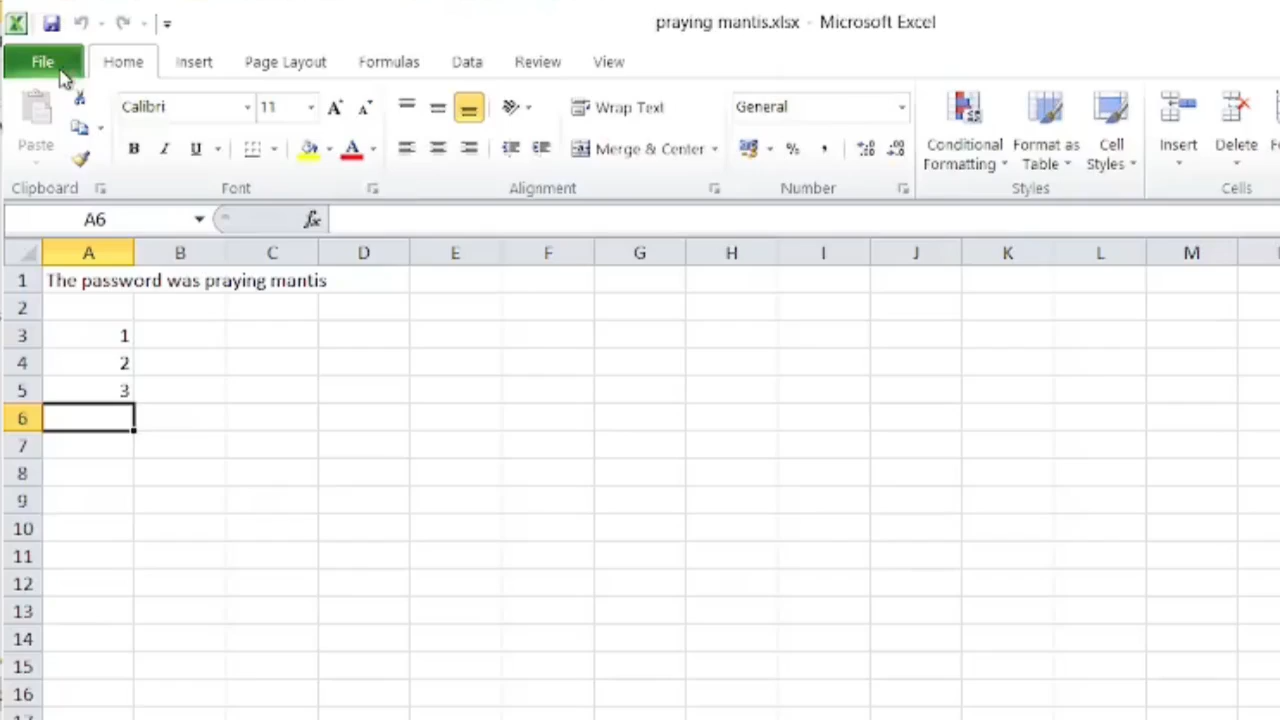 praying mantis.xlsx - Microsoft Excel
File Home Insert Page Layout Formulas Data Review View
Calibri 11 A A Wrap Text General
Paste B I U A Merge & Center % , Conditional Formatting Format as Table Cell Styles Insert Delete
Clipboard Font Alignment Number Styles Cells
A6 fx
A B C D E F G H I J K L M
1 The password was praying mantis
2
3 1
4 2
5 3
6
7
8
9
10
11
12
13
14
15
16
17